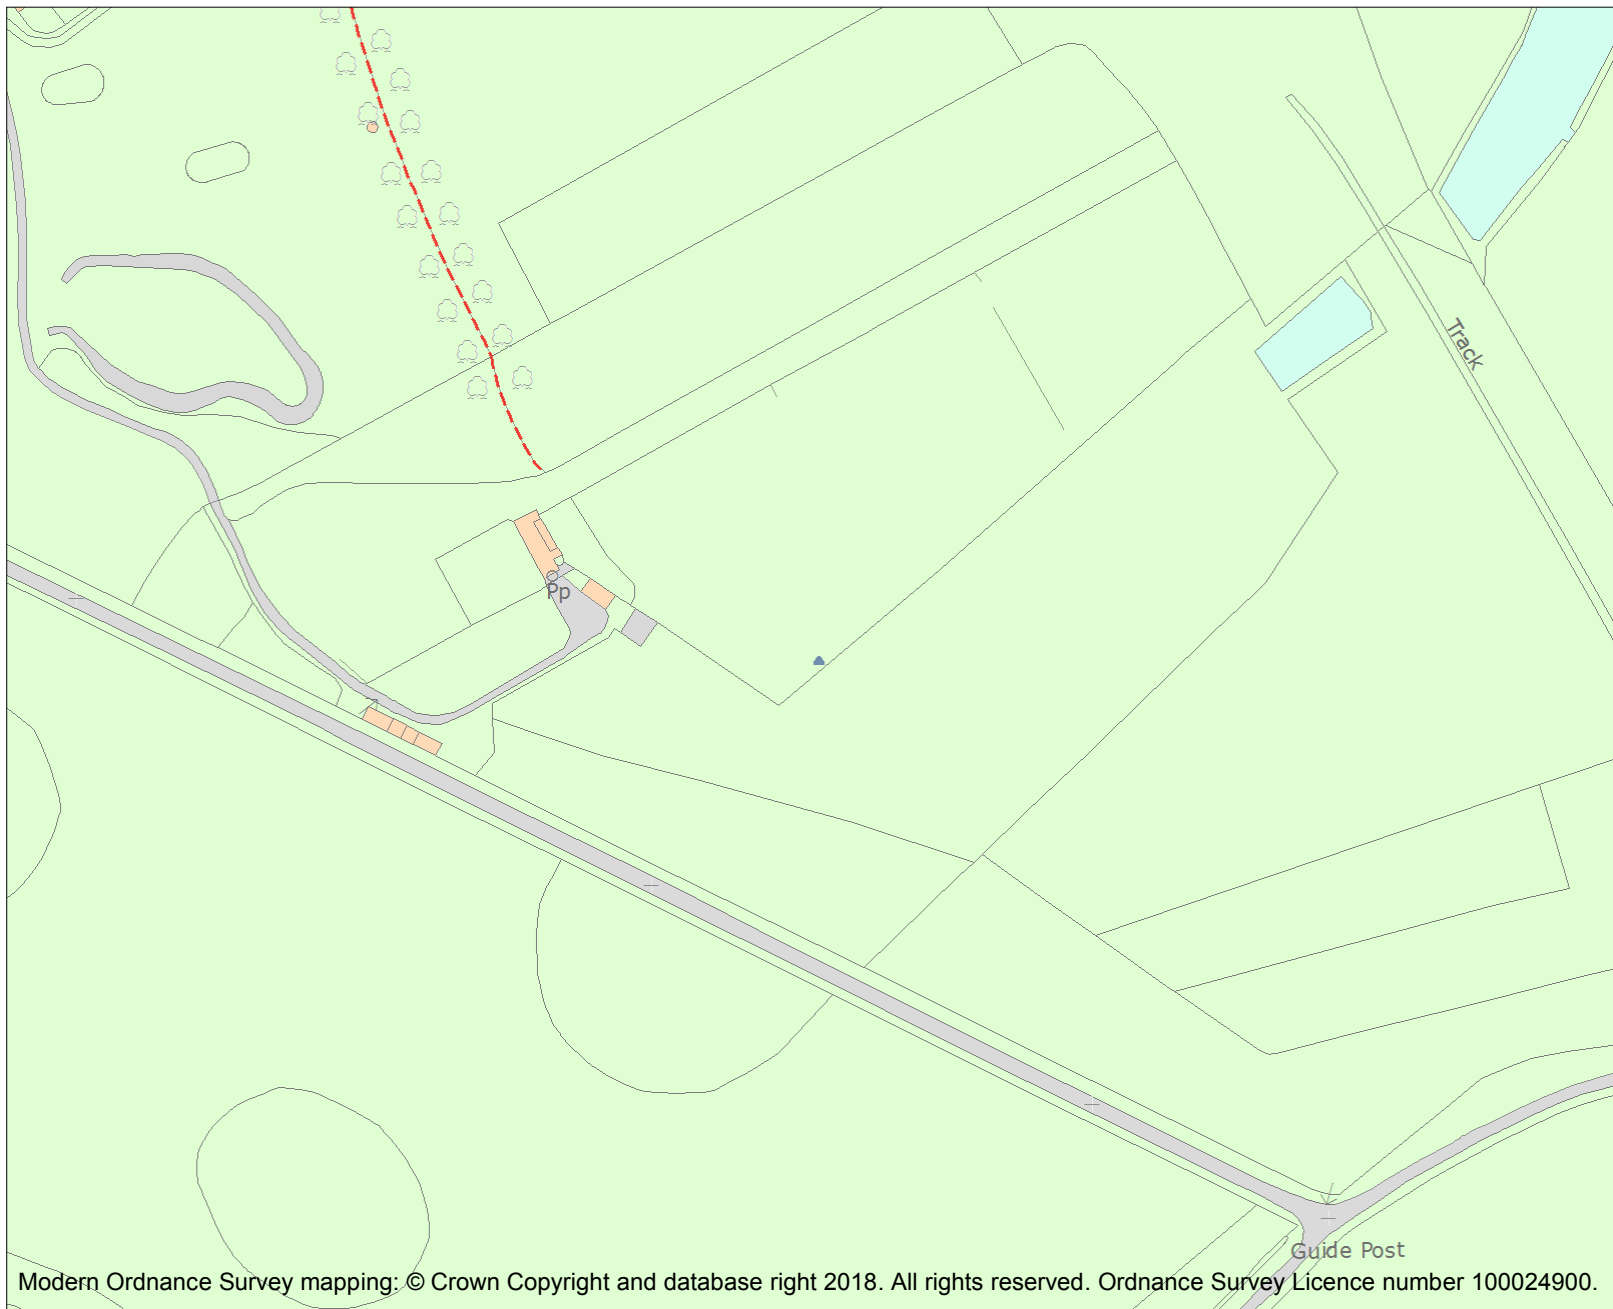 Track
Pp
Guide Post
Modern Ordnance Survey mapping: © Crown Copyright and database right 2018. All rights reserved. Ordnance Survey Licence number 100024900.